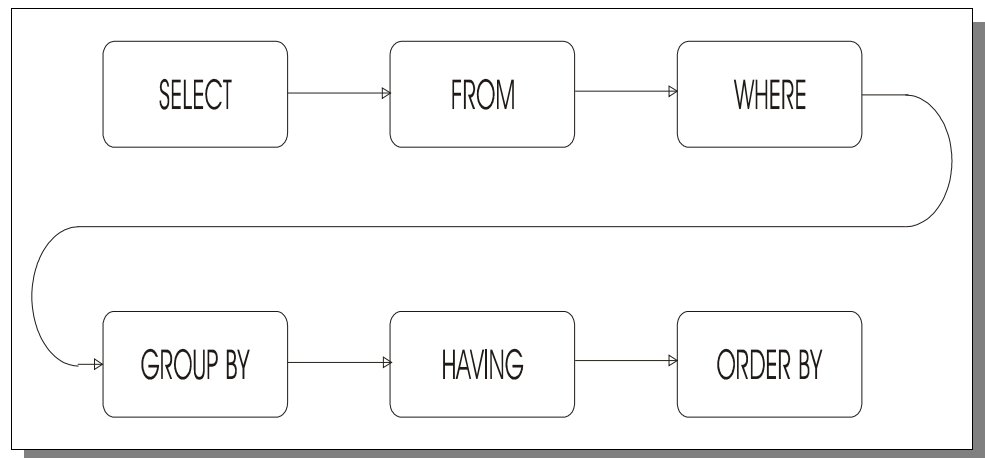 SELECT
FROM
WHERE
GROUP BY
HAVING
ORDER BY